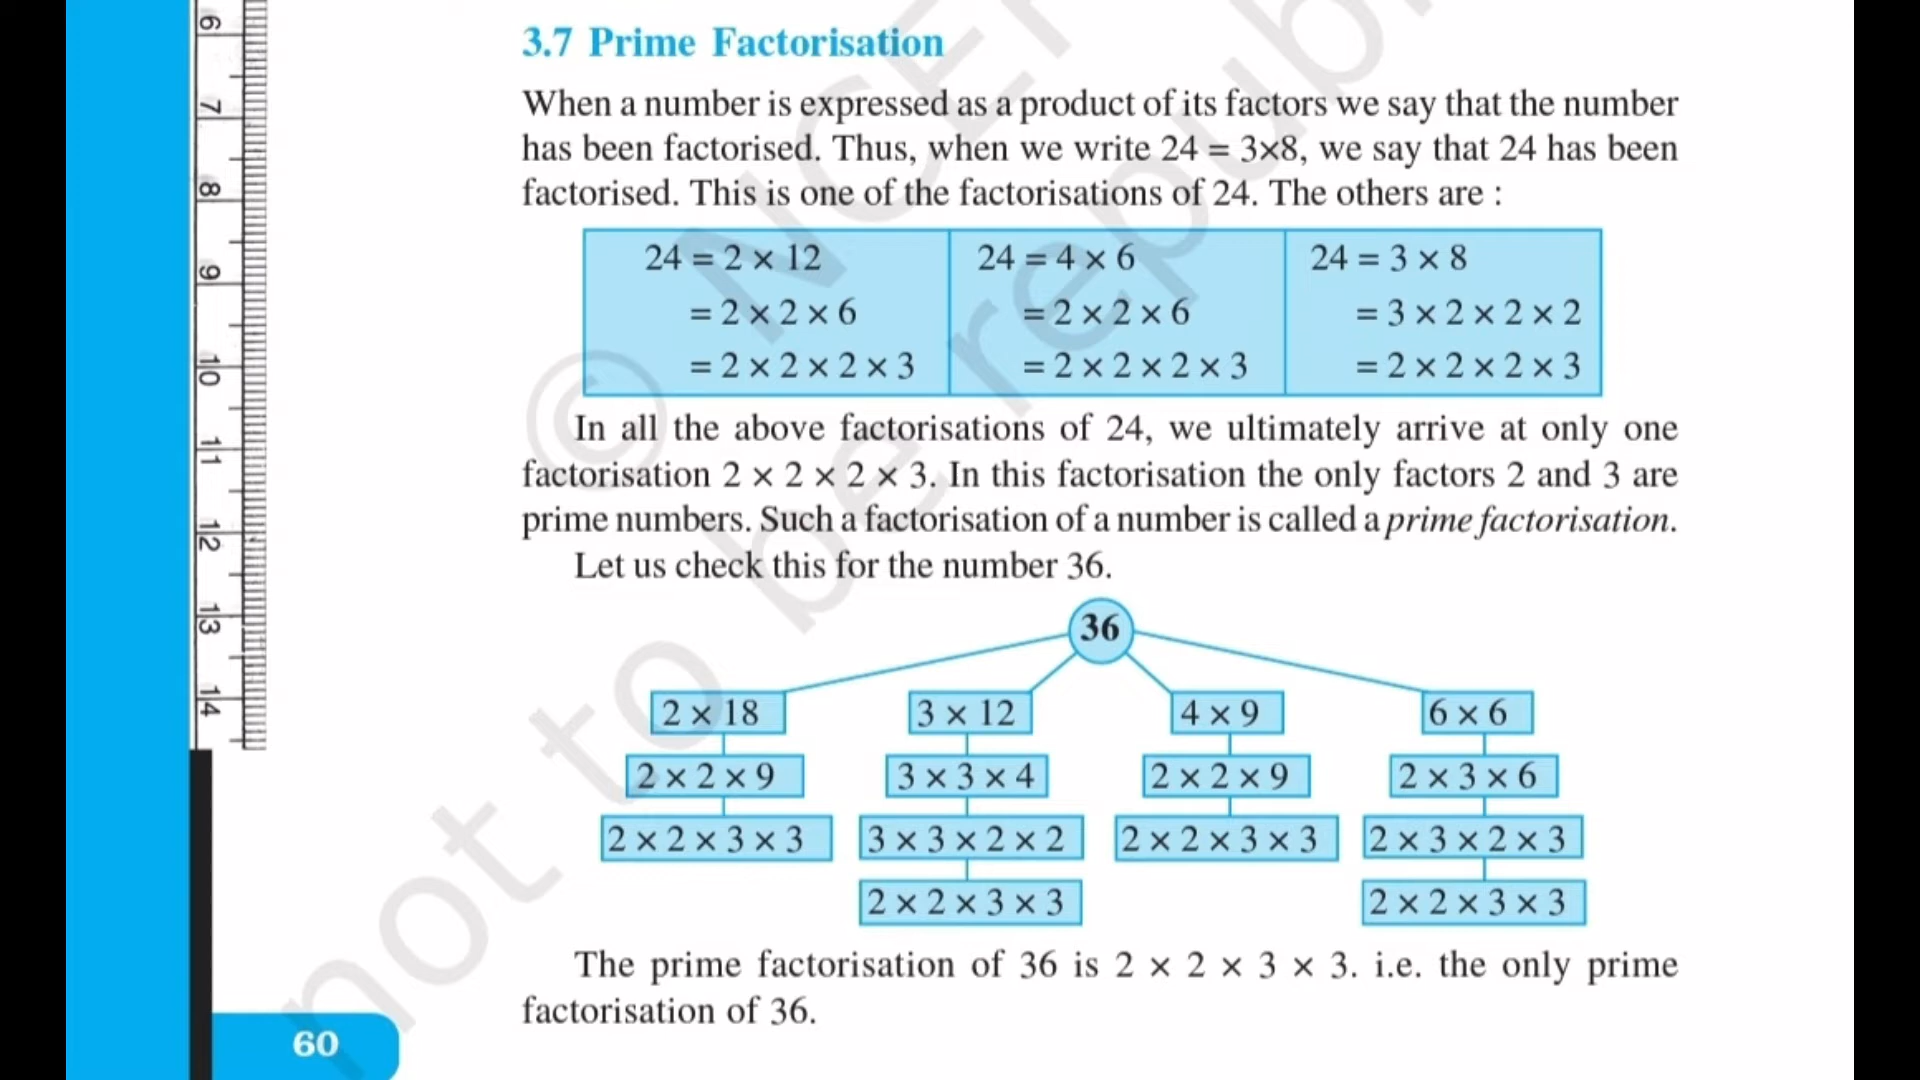 3.7 Prime Factorisation
When a number is expressed as a product of its factors we say that the number
has been factorised. Thus, when we write 24 = 3×8, we say that 24 has been
factorised. This is one of the factorisations of 24. The others are :
24 = 2 × 12
= 2 × 2 × 6
= 2 × 2 × 2 × 3
24 = 4 × 6
= 2 × 2 × 6
= 2 × 2 × 2 × 3
24 = 3 × 8
= 3 × 2 × 2 × 2
= 2 × 2 × 2 × 3
In all the above factorisations of 24, we ultimately arrive at only one
factorisation 2 × 2 × 2 × 3. In this factorisation the only factors 2 and 3 are
prime numbers. Such a factorisation of a number is called a prime factorisation.
Let us check this for the number 36.
36
2 × 18
3 × 12
4 × 9
6 × 6
2 × 2 × 9
3 × 3 × 4
2 × 2 × 9
2 × 3 × 6
2 × 2 × 3 × 3
3 × 3 × 2 × 2
2 × 2 × 3 × 3
2 × 3 × 2 × 3
2 × 2 × 3 × 3
2 × 2 × 3 × 3
The prime factorisation of 36 is 2 × 2 × 3 × 3. i.e. the only prime
factorisation of 36.
60
6
7
8
9
10
11
12
13
14
© NCER
not to be republ